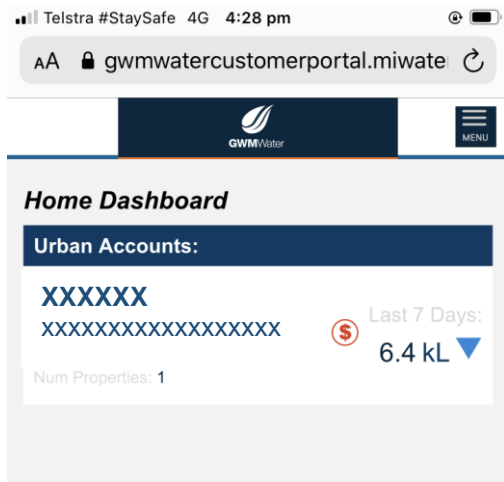 Telstra #StaySafe 4G 4:28 pm
AA gwmwatercustomerportal.miwate
GWMWater
MENU
Home Dashboard
Urban Accounts:
XXXXXX
XXXXXXXXXXXXXXXXXXX
$
Last 7 Days:
6.4 kL
Num Properties: 1